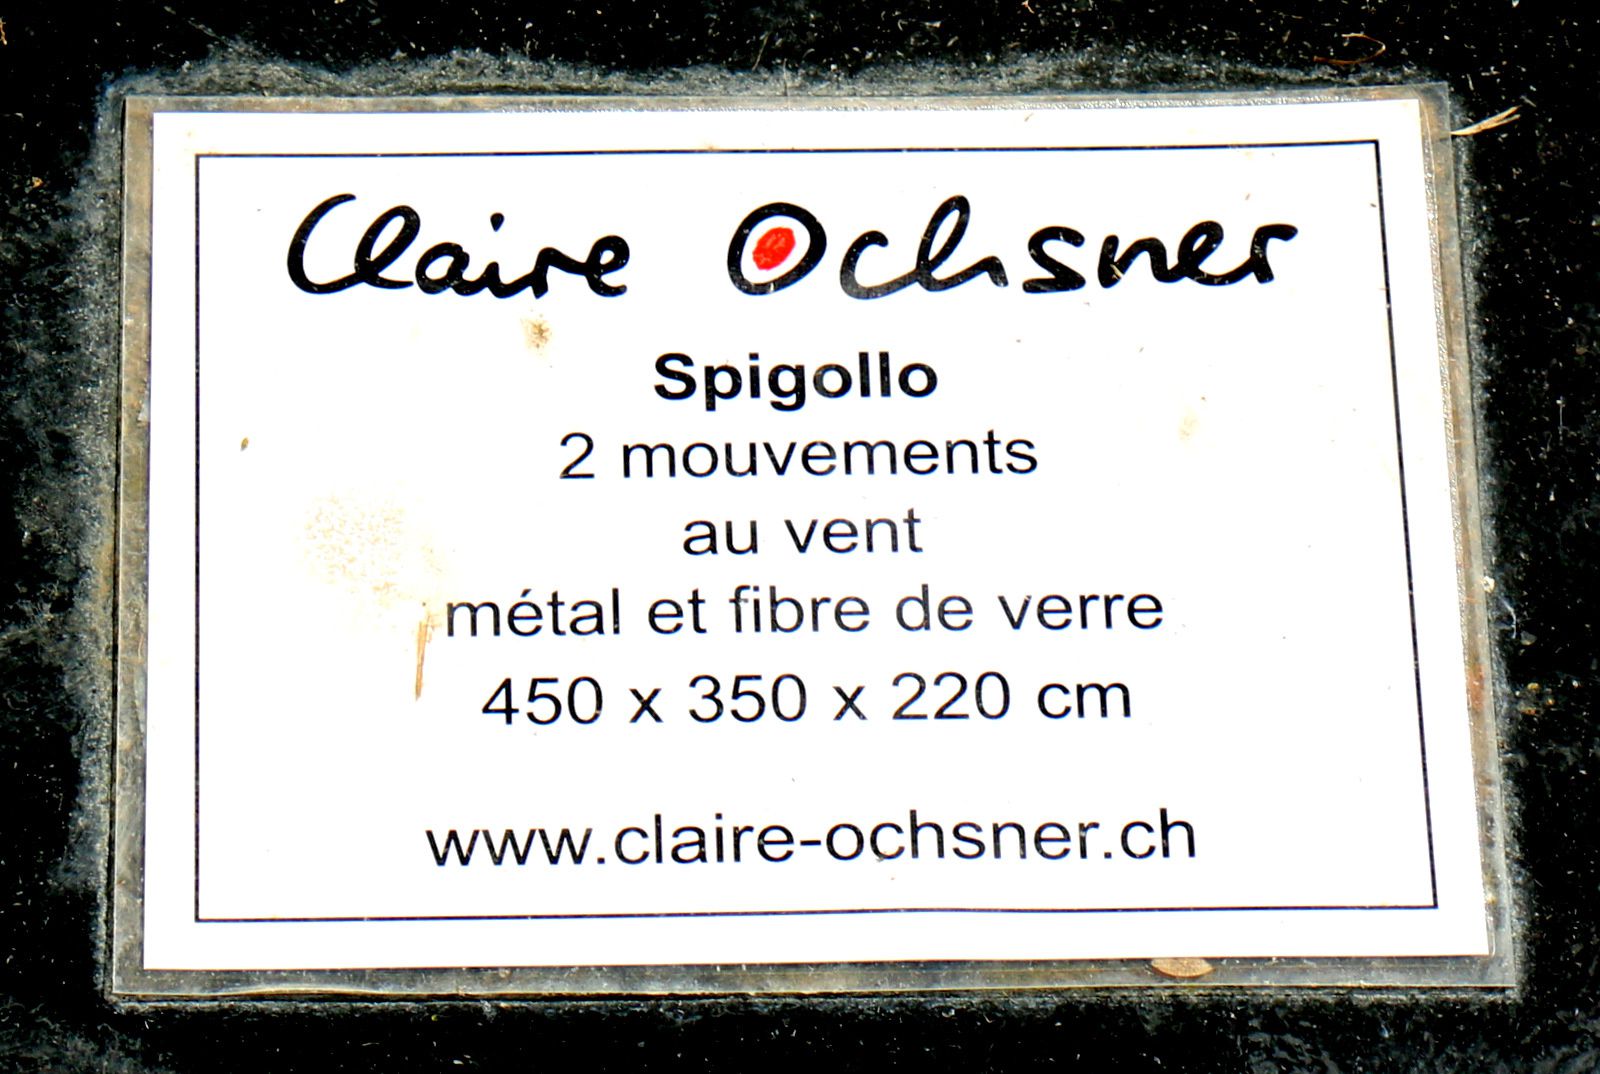 Claire Ochsner
Spigollo
2 mouvements
au vent
métal et fibre de verre
450 x 350 x 220 cm
www.claire-ochsner.ch